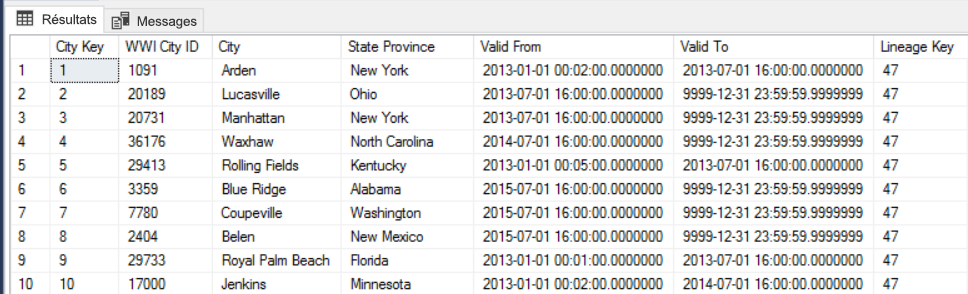 Résultats Messages
City Key WWI City ID City State Province Valid From Valid To Lineage Key
1 1 1091 Arden New York 2013-01-01 00:02:00.0000000 2013-07-01 16:00:00.0000000 47
2 2 20189 Lucasville Ohio 2013-07-01 16:00:00.0000000 9999-12-31 23:59:59.9999999 47
3 3 20731 Manhattan New York 2013-07-01 16:00:00.0000000 9999-12-31 23:59:59.9999999 47
4 4 36176 Waxhaw North Carolina 2014-07-01 16:00:00.0000000 9999-12-31 23:59:59.9999999 47
5 5 29413 Rolling Fields Kentucky 2013-01-01 00:05:00.0000000 2013-07-01 16:00:00.0000000 47
6 6 3359 Blue Ridge Alabama 2015-07-01 16:00:00.0000000 9999-12-31 23:59:59.9999999 47
7 7 7780 Coupeville Washington 2015-07-01 16:00:00.0000000 9999-12-31 23:59:59.9999999 47
8 8 2404 Belen New Mexico 2015-07-01 16:00:00.0000000 9999-12-31 23:59:59.9999999 47
9 9 29733 Royal Palm Beach Florida 2013-01-01 00:01:00.0000000 2013-07-01 16:00:00.0000000 47
10 10 17000 Jenkins Minnesota 2013-01-01 00:02:00.0000000 2014-07-01 16:00:00.0000000 47